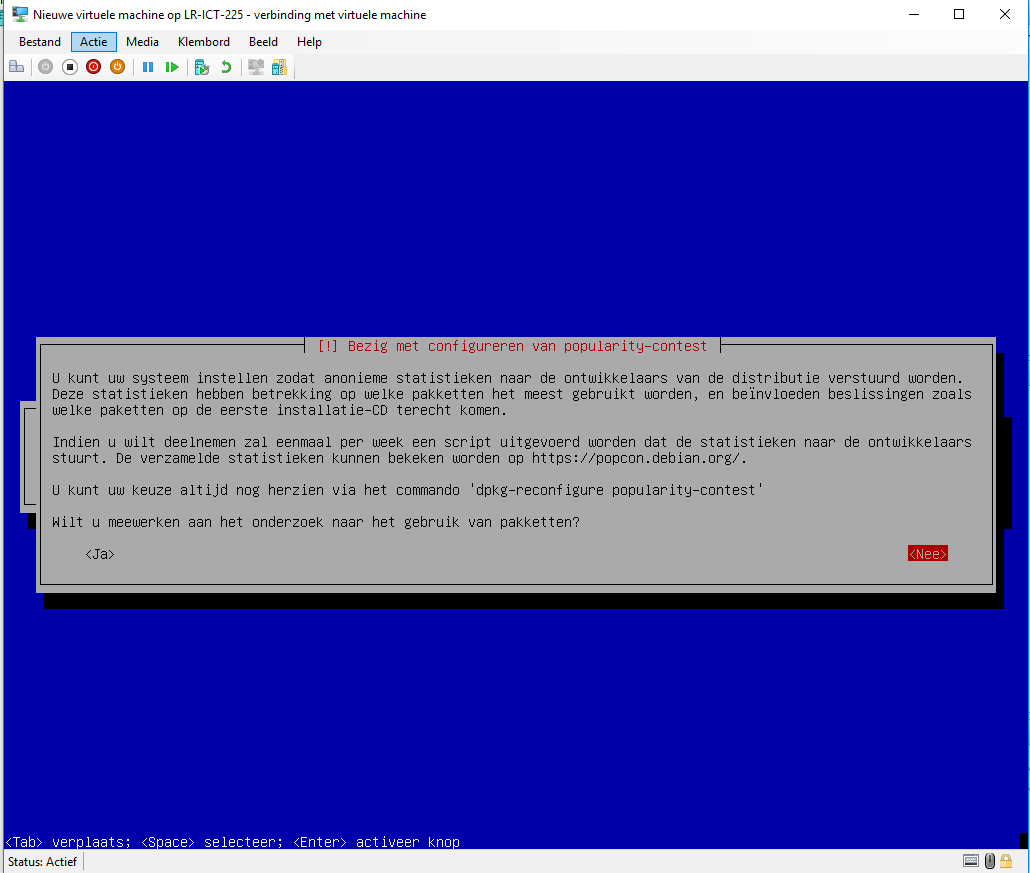 Nieuwe virtuele machine op LR-ICT-225 - verbinding met virtuele machine
Bestand Actie Media Klembord Beeld Help
[!] Bezig met configureren van popularity-contest
U kunt uw systeem instellen zodat anonieme statistieken naar de ontwikkelaars van de distributie verstuurd worden.
Deze statistieken hebben betrekking op welke pakketten het meest gebruikt worden, en beïnvloeden beslissingen zoals
welke paketten op de eerste installatie-CD terecht komen.
Indien u wilt deelnemen zal eenmaal per week een script uitgevoerd worden dat de statistieken naar de ontwikkelaars
stuurt. De verzamelde statistieken kunnen bekeken worden op https://popcon.debian.org/.
U kunt uw keuze altijd nog herzien via het commando 'dpkg-reconfigure popularity-contest'
Wilt u meewerken aan het onderzoek naar het gebruik van pakketten?
<Ja> <Nee>
<Tab> verplaats; <Space> selecteer; <Enter> activeer knop
Status: Actief